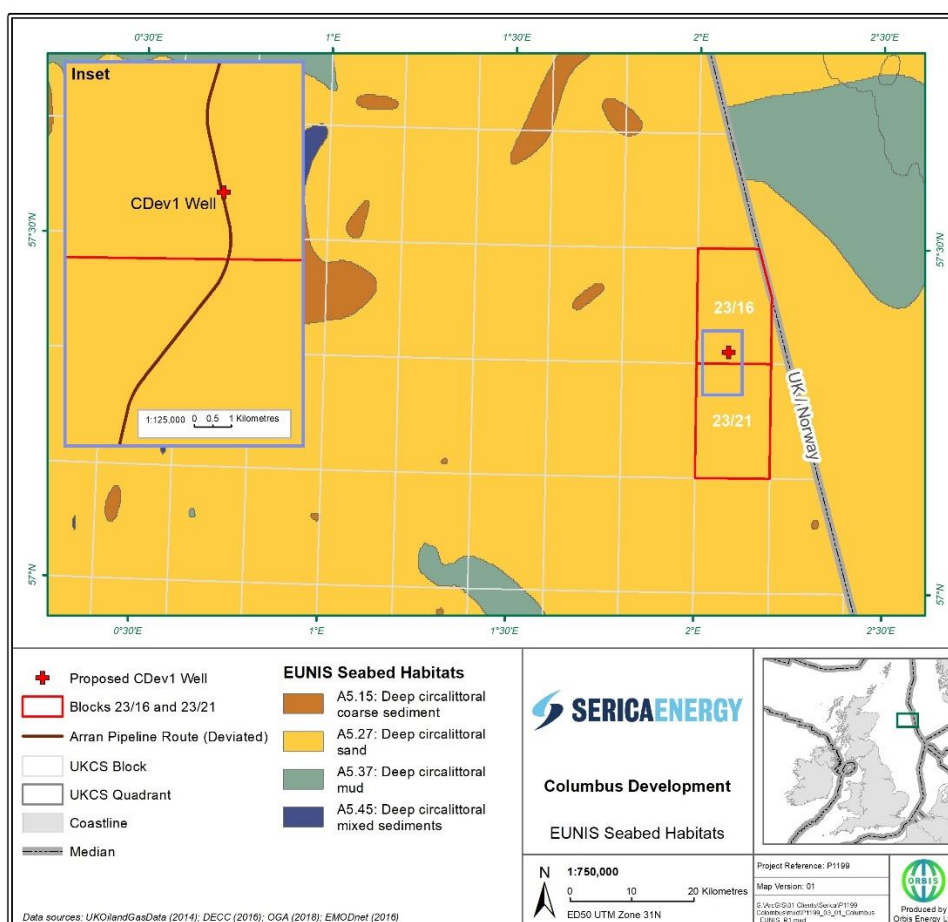 0°30'E 1°E 1°30'E 2°E 2°30'E
Inset
CDev1 Well
1:125,000 0 0.5 1 Kilometres
57°30'N
57°30'N
23/16
23/21
UK / Norway
57°N
57°N
0°30'E 1°E 1°30'E 2°E 2°30'E
Proposed CDev1 Well
Blocks 23/16 and 23/21
Arran Pipeline Route (Deviated)
UKCS Block
UKCS Quadrant
Coastline
Median
EUNIS Seabed Habitats
A5.15: Deep circalittoral
coarse sediment
A5.27: Deep circalittoral
sand
A5.37: Deep circalittoral
mud
A5.45: Deep circalittoral
mixed sediments
Data sources: UKOilandGasData (2014); DECC (2016); OGA (2018); EMODnet (2016)
SERICAENERGY
Columbus Development
EUNIS Seabed Habitats
N
1:750,000
0 10 20 Kilometres
ED50 UTM Zone 31N
Project Reference: P1199
Map Version: 01
ORBIS
Produced by
Orbis Energy L